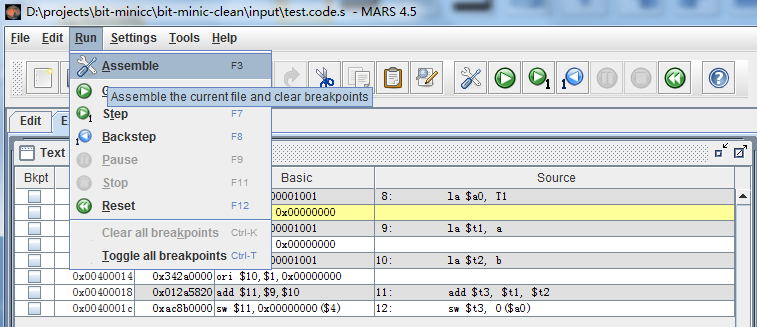 D:\projects\bit-minicc\bit-minic-clean\input\test.code.s - MARS 4.5
File Edit Run Settings Tools Help
Assemble F3
Assemble the current file and clear breakpoints
Step F7
Backstep F8
Pause F9
Stop F11
Reset F12
Clear all breakpoints Ctrl-K
Toggle all breakpoints Ctrl-T
Edit
Text
Bkpt Basic Source
00001001 8: la $a0, T1
0x00000000
00001001 9: la $t1, a
0x00000000
00001001 10: la $t2, b
0x00400014 0x342a0000 ori $10,$1,0x00000000
0x00400018 0x012a5820 add $11,$9,$10 11: add $t3, $t1, $t2
0x0040001c 0xac8b0000 sw $11,0x00000000($4) 12: sw $t3, 0($a0)